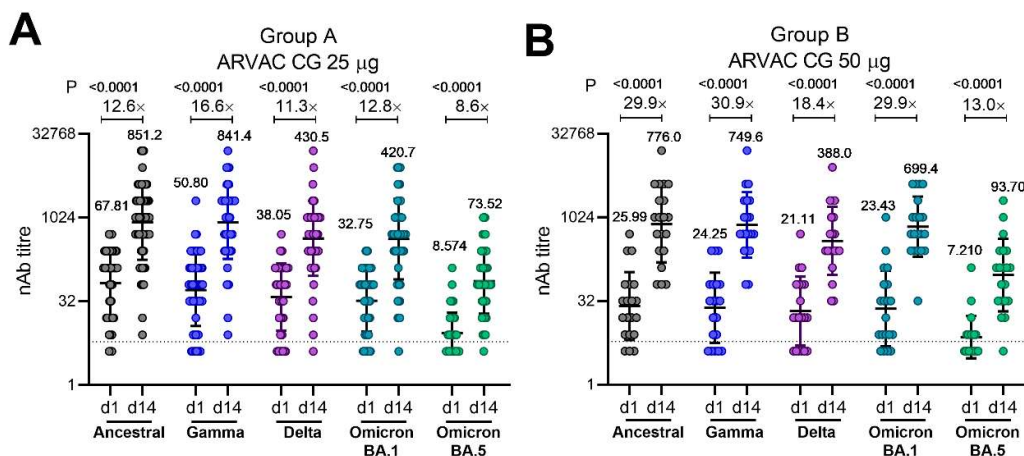 A
Group A
ARVAC CG 25 μg
P <0.0001 <0.0001 <0.0001 <0.0001 <0.0001
12.6× 16.6× 11.3× 12.8× 8.6×
32768
1024
32
1
nAb titre
67.81 851.2 50.80 841.4 38.05 430.5 32.75 420.7 8.574 73.52
d1 d14 d1 d14 d1 d14 d1 d14 d1 d14
Ancestral Gamma Delta Omicron BA.1 Omicron BA.5
B
Group B
ARVAC CG 50 μg
P <0.0001 <0.0001 <0.0001 <0.0001 <0.0001
29.9× 30.9× 18.4× 29.9× 13.0×
32768
1024
32
1
nAb titre
25.99 776.0 24.25 749.6 21.11 388.0 23.43 699.4 7.210 93.70
d1 d14 d1 d14 d1 d14 d1 d14 d1 d14
Ancestral Gamma Delta Omicron BA.1 Omicron BA.5